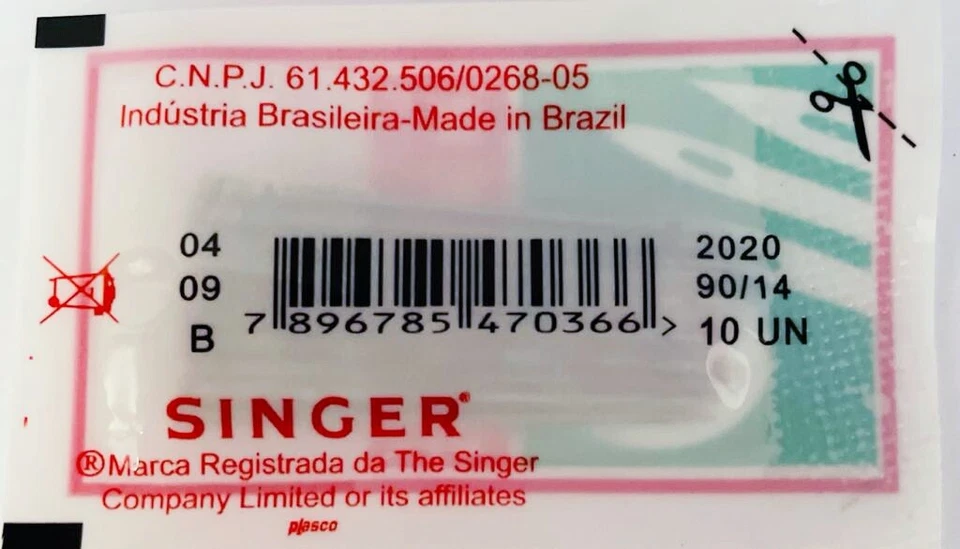 C.N.P.J. 61.432.506/0268-05
Indústria Brasileira-Made in Brazil
04
09
B
7 896785 470366 >
2020
90/14
10 UN
SINGER®
®Marca Registrada da The Singer
Company Limited or its affiliates
plasco